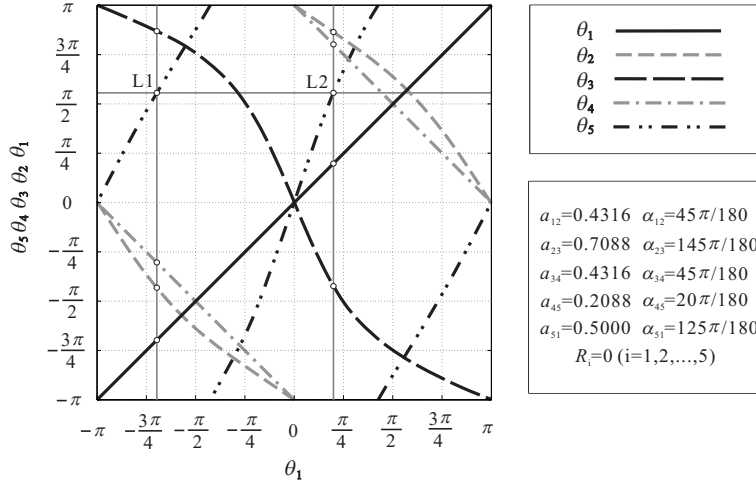 π
3π/4
π/2
π/4
0
−π/4
−π/2
−3π/4
−π
θ5 θ4 θ3 θ2 θ1
L1
L2
−π −3π/4 −π/2 −π/4 0 π/4 π/2 3π/4 π
θ1
θ1
θ2
θ3
θ4
θ5
a12=0.4316 α12=45π/180
a23=0.7088 α23=145π/180
a34=0.4316 α34=45π/180
a45=0.2088 α45=20π/180
a51=0.5000 α51=125π/180
Ri=0 (i=1,2,...,5)